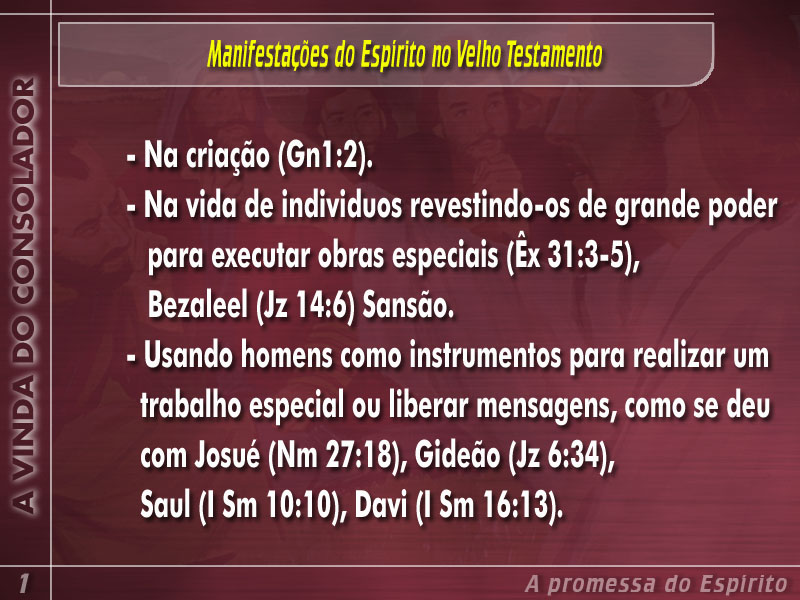 Manifestações do Espírito no Velho Testamento
A VINDA DO CONSOLADOR
- Na criação (Gn1:2).
- Na vida de individuos revestindo-os de grande poder
para executar obras especiais (Êx 31:3-5),
Bezaleel (Jz 14:6) Sansão.
- Usando homens como instrumentos para realizar um
trabalho especial ou liberar mensagens, como se deu
com Josué (Nm 27:18), Gideão (Jz 6:34),
Saul (I Sm 10:10), Davi (I Sm 16:13).
1
A promessa do Espírito